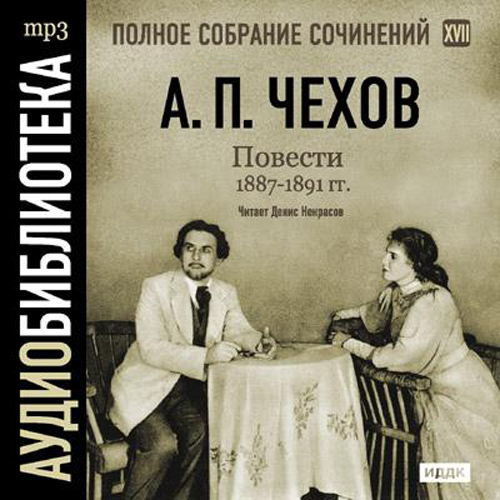 mp3
АУДИОБИБЛИОТЕКА
ПОЛНОЕ СОБРАНИЕ СОЧИНЕНИЙ XVII
А. П. ЧЕХОВ
Повести
1887-1891 гг.
Читает Денис Некрасов
ИДДК